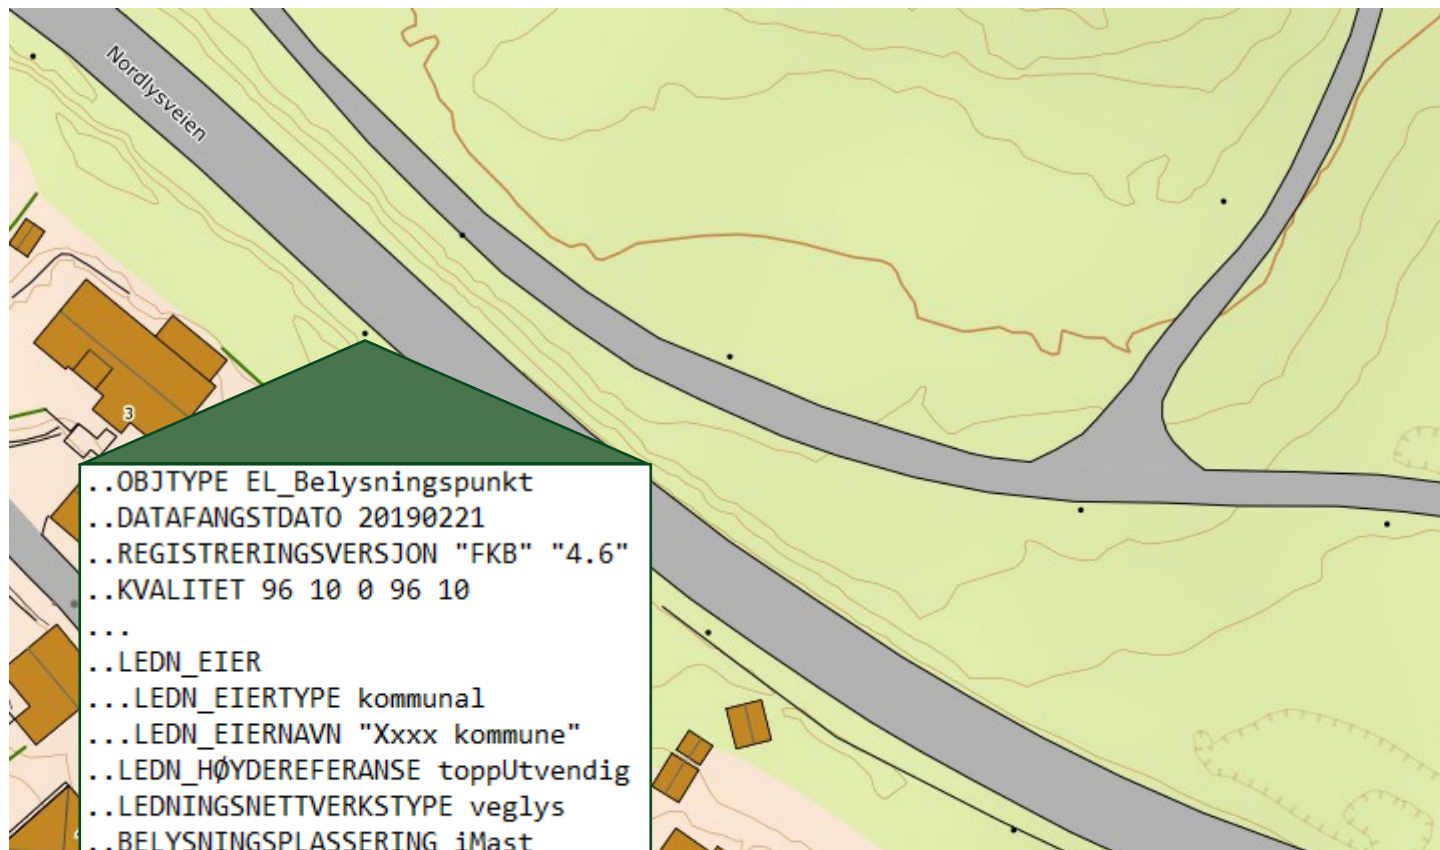 Nordlysveien
3
..OBJTYPE EL_Belysningspunkt
..DATAFANGSTDATO 20190221
..REGISTRERINGSVERSJON "FKB" "4.6"
..KVALITET 96 10 0 96 10
...
..LEDN_EIER
...LEDN_EIERTYPE kommunal
...LEDN_EIERNAVN "Xxxx kommune"
..LEDN_HØYDEREFERANSE toppUtvendig
..LEDNINGSNETTVERKSTYPE veglys
..BELYSNINGSPLASSERING iMast